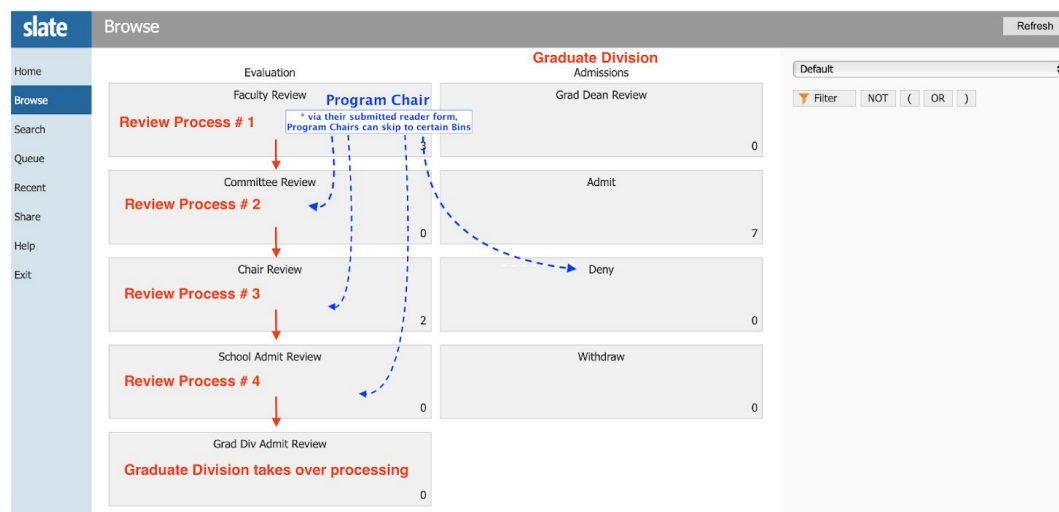 slate
Browse
Refresh
Home
Browse
Search
Queue
Recent
Share
Help
Exit
Evaluation
Faculty Review
Program Chair
Review Process # 1
* via their submitted reader form,
Program Chairs can skip to certain Bins
3
Committee Review
Review Process # 2
0
Chair Review
Review Process # 3
2
School Admit Review
Review Process # 4
0
Grad Div Admit Review
Graduate Division takes over processing
0
Graduate Division
Admissions
Grad Dean Review
0
Admit
7
Deny
0
Withdraw
0
Default
Filter NOT ( OR )